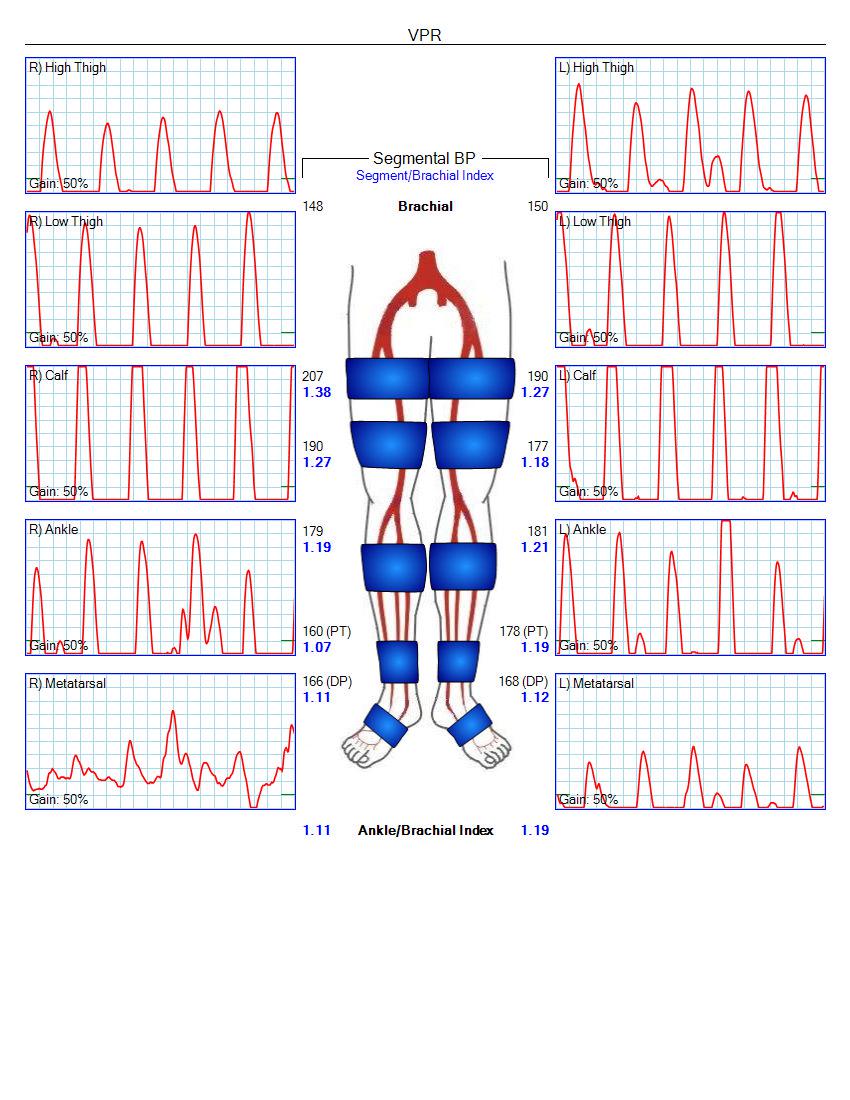 VPR
R) High Thigh
Gain: 50%
L) High Thigh
Gain: 50%
Segmental BP
Segment/Brachial Index
148 Brachial 150
R) Low Thigh
Gain: 50%
L) Low Thigh
Gain: 50%
R) Calf
Gain: 50%
207
1.38
190
1.27
190
1.27
177
1.18
L) Calf
Gain: 50%
R) Ankle
Gain: 50%
179
1.19
181
1.21
L) Ankle
Gain: 50%
160 (PT)
1.07
178 (PT)
1.19
R) Metatarsal
Gain: 50%
166 (DP)
1.11
168 (DP)
1.12
L) Metatarsal
Gain: 50%
1.11 Ankle/Brachial Index 1.19